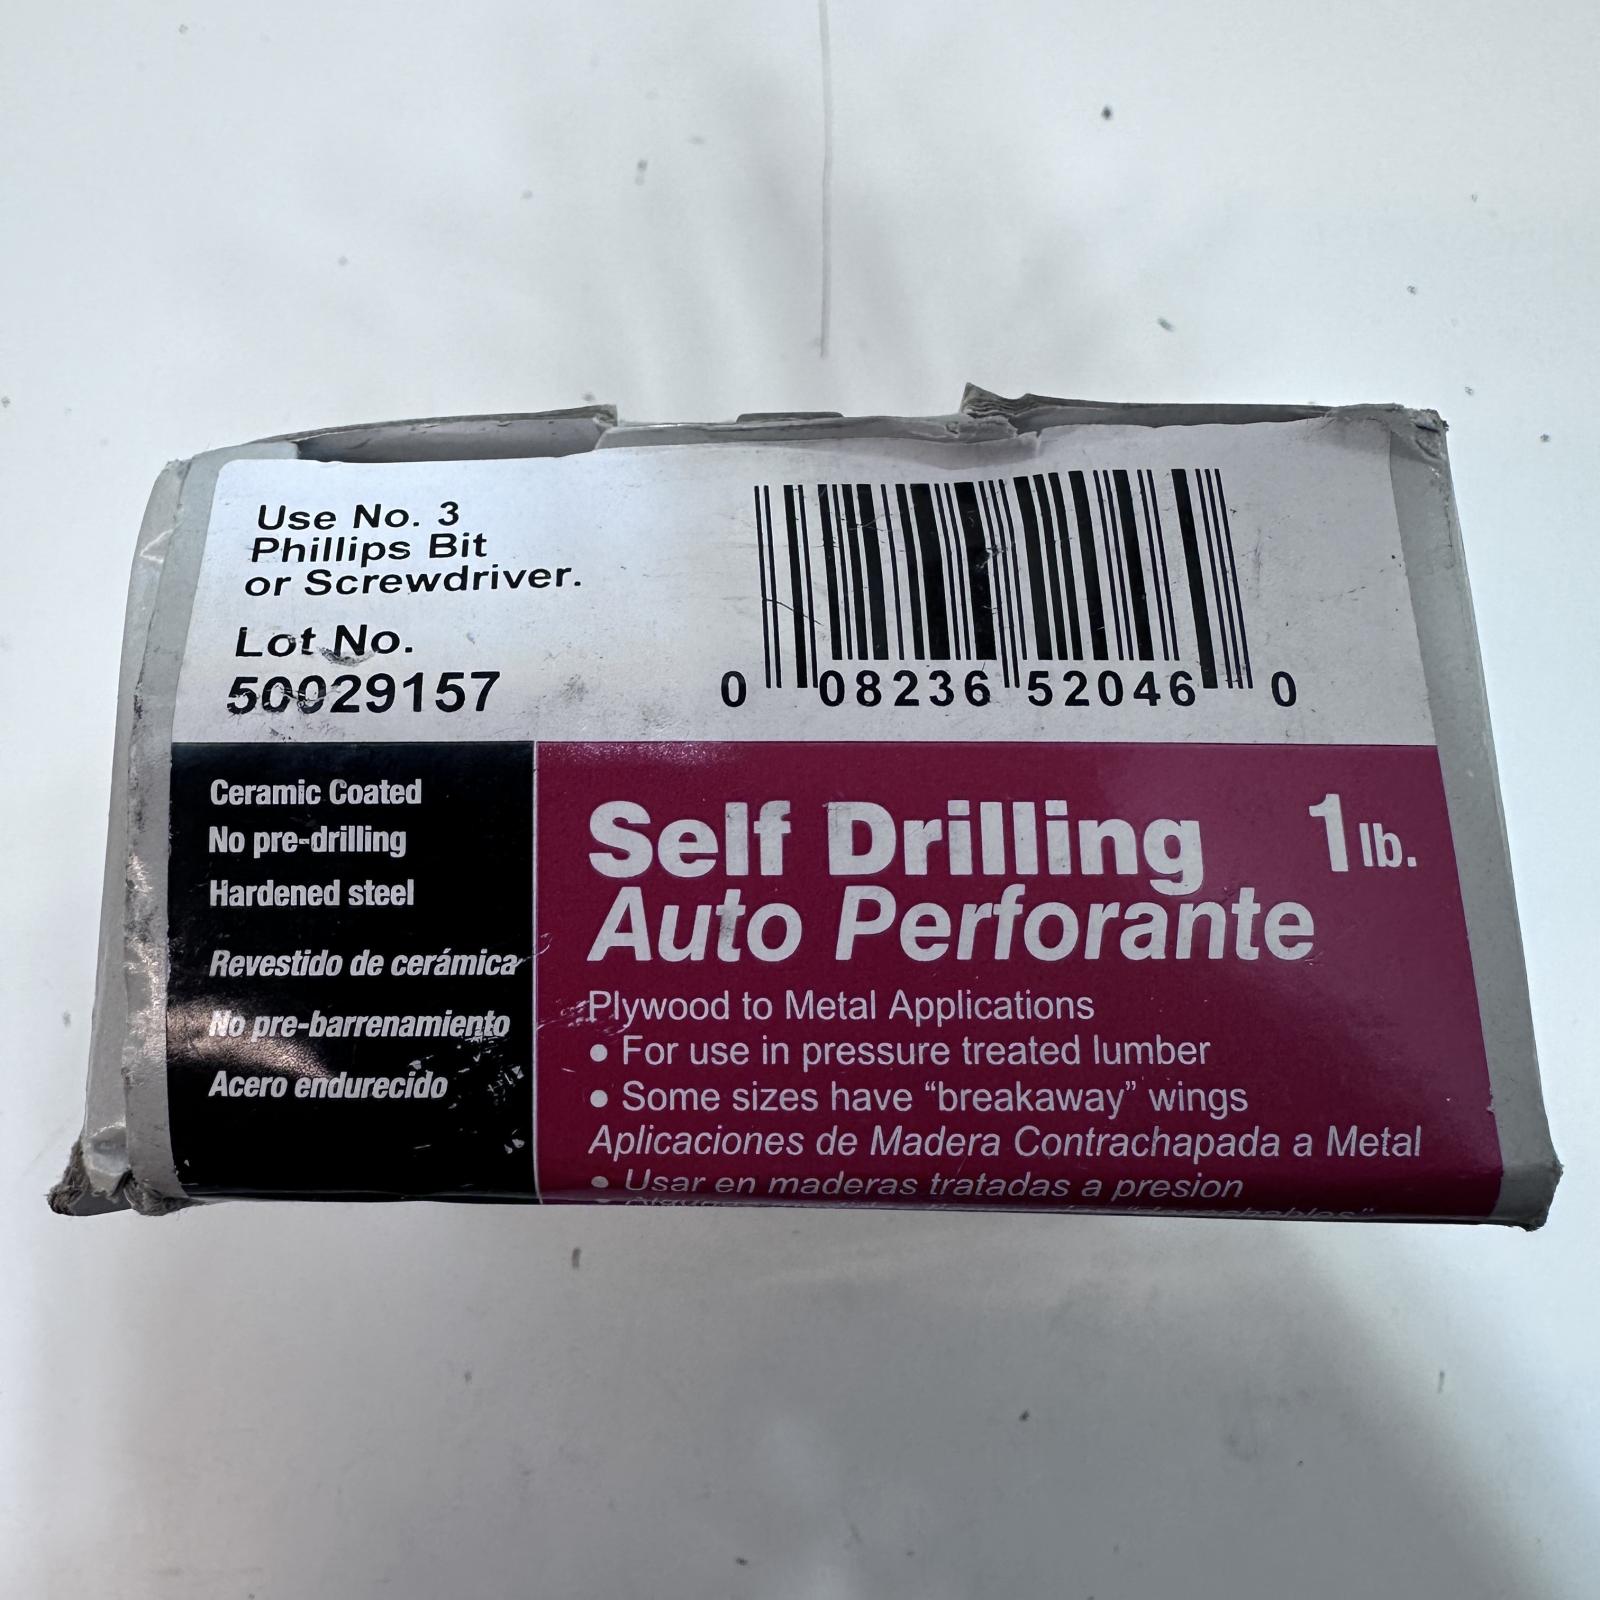 Use No. 3
Phillips Bit
or Screwdriver.
Lot No.
50029157
0 08236 52046 0
Ceramic Coated
No pre-drilling
Hardened steel
Revestido de cerámica
No pre-barrenamiento
Acero endurecido
Self Drilling 1 lb.
Auto Perforante
Plywood to Metal Applications
• For use in pressure treated lumber
• Some sizes have “breakaway” wings
Aplicaciones de Madera Contrachapada a Metal
• Usar en maderas tratadas a presion